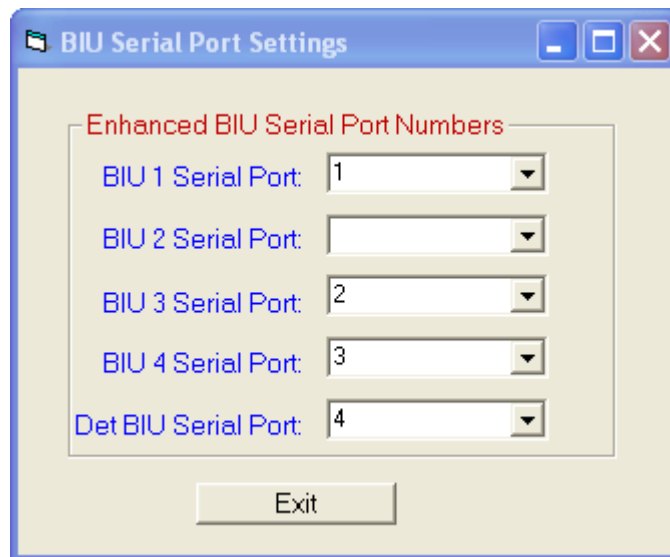 BIU Serial Port Settings
Enhanced BIU Serial Port Numbers
BIU 1 Serial Port: 1
BIU 2 Serial Port:
BIU 3 Serial Port: 2
BIU 4 Serial Port: 3
Det BIU Serial Port: 4
Exit